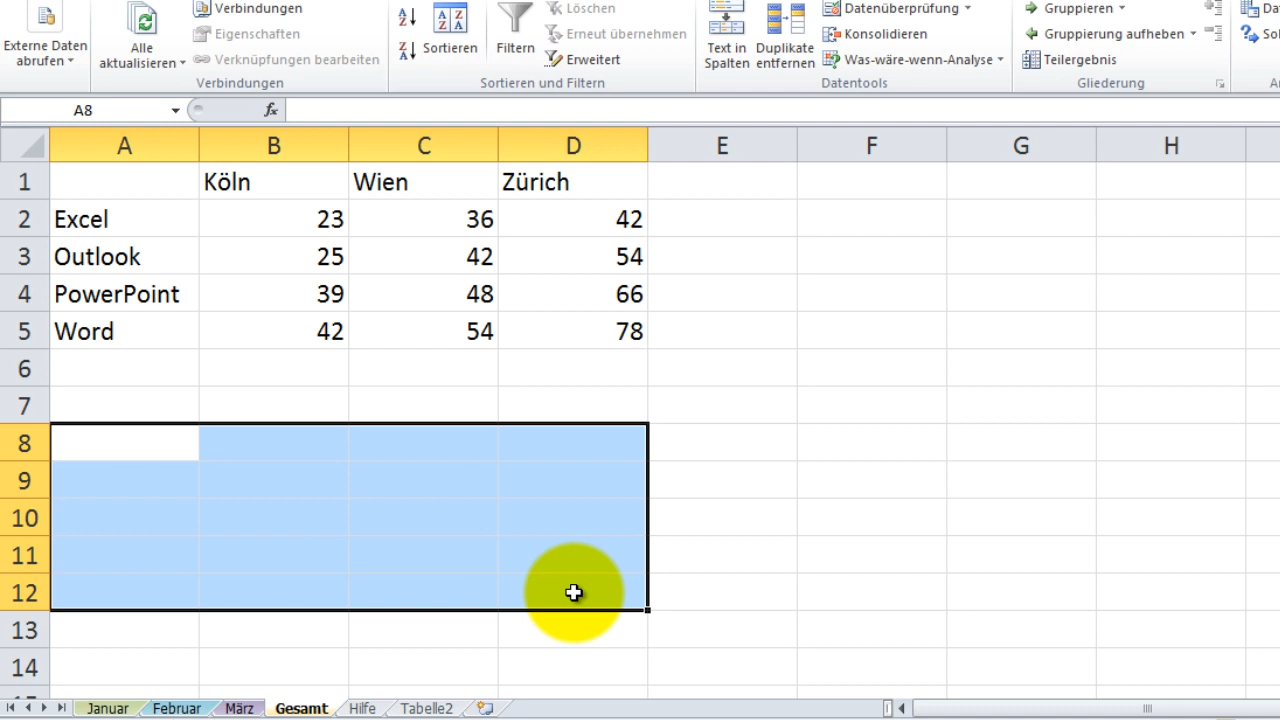 Externe Daten abrufen
Alle aktualisieren
Verbindungen
Eigenschaften
Verknüpfungen bearbeiten
Verbindungen
Sortieren
Filtern
Löschen
Erneut übernehmen
Erweitert
Sortieren und Filtern
Text in Spalten
Duplikate entfernen
Datenüberprüfung
Konsolidieren
Was-wäre-wenn-Analyse
Datentools
Gruppieren
Gruppierung aufheben
Teilergebnis
Gliederung
A8 fx
A B C D E F G H
1 Köln Wien Zürich
2 Excel 23 36 42
3 Outlook 25 42 54
4 PowerPoint 39 48 66
5 Word 42 54 78
6
7
8
9
10
11
12
13
14
Januar Februar März Gesamt Hilfe Tabelle2